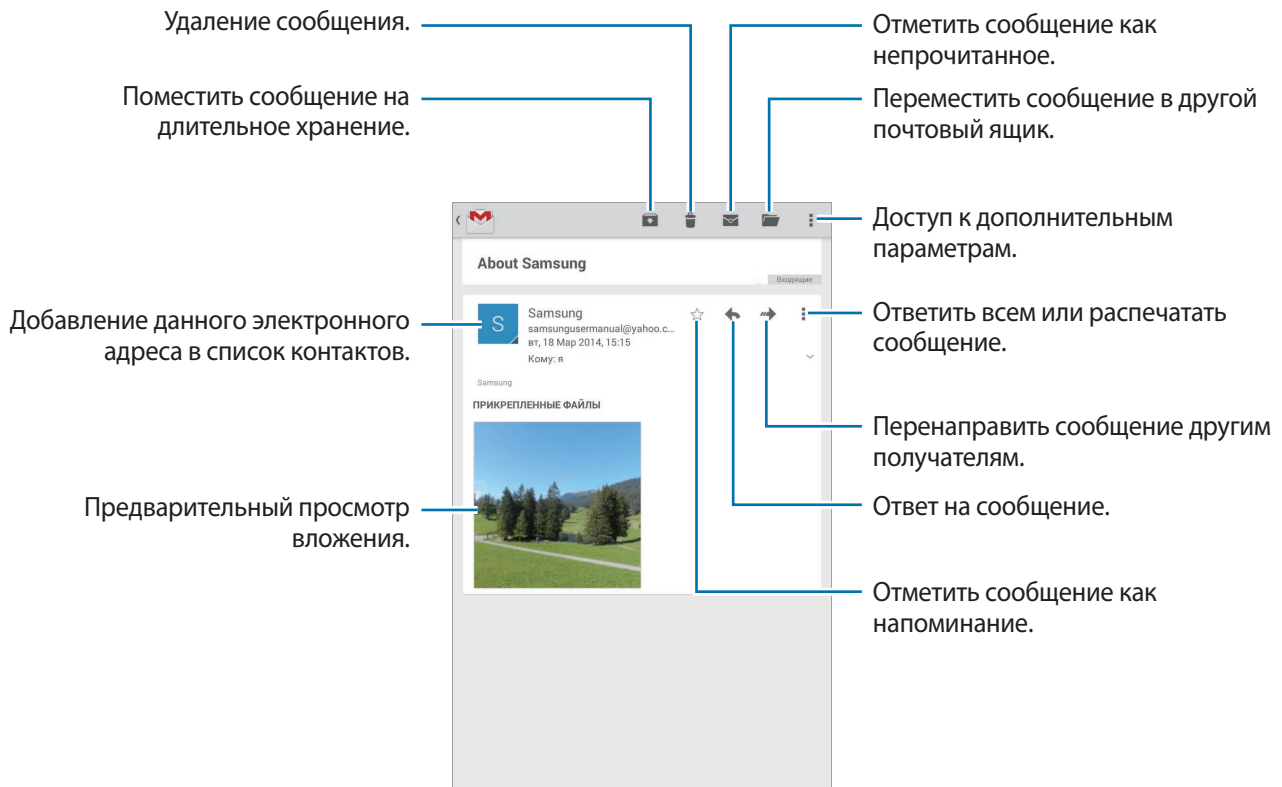 Удаление сообщения.
Поместить сообщение на
длительное хранение.
Отметить сообщение как
непрочитанное.
Переместить сообщение в другой
почтовый ящик.
Доступ к дополнительным
параметрам.
About Samsung
Входящие
Добавление данного электронного
адреса в список контактов.
S
Samsung
samsungusermanual@yahoo.c...
вт, 18 Мар 2014, 15:15
Кому: я
Ответить всем или распечатать
сообщение.
Samsung
ПРИКРЕПЛЕННЫЕ ФАЙЛЫ
Перенаправить сообщение другим
получателям.
Предварительный просмотр
вложения.
Ответ на сообщение.
Отметить сообщение как
напоминание.